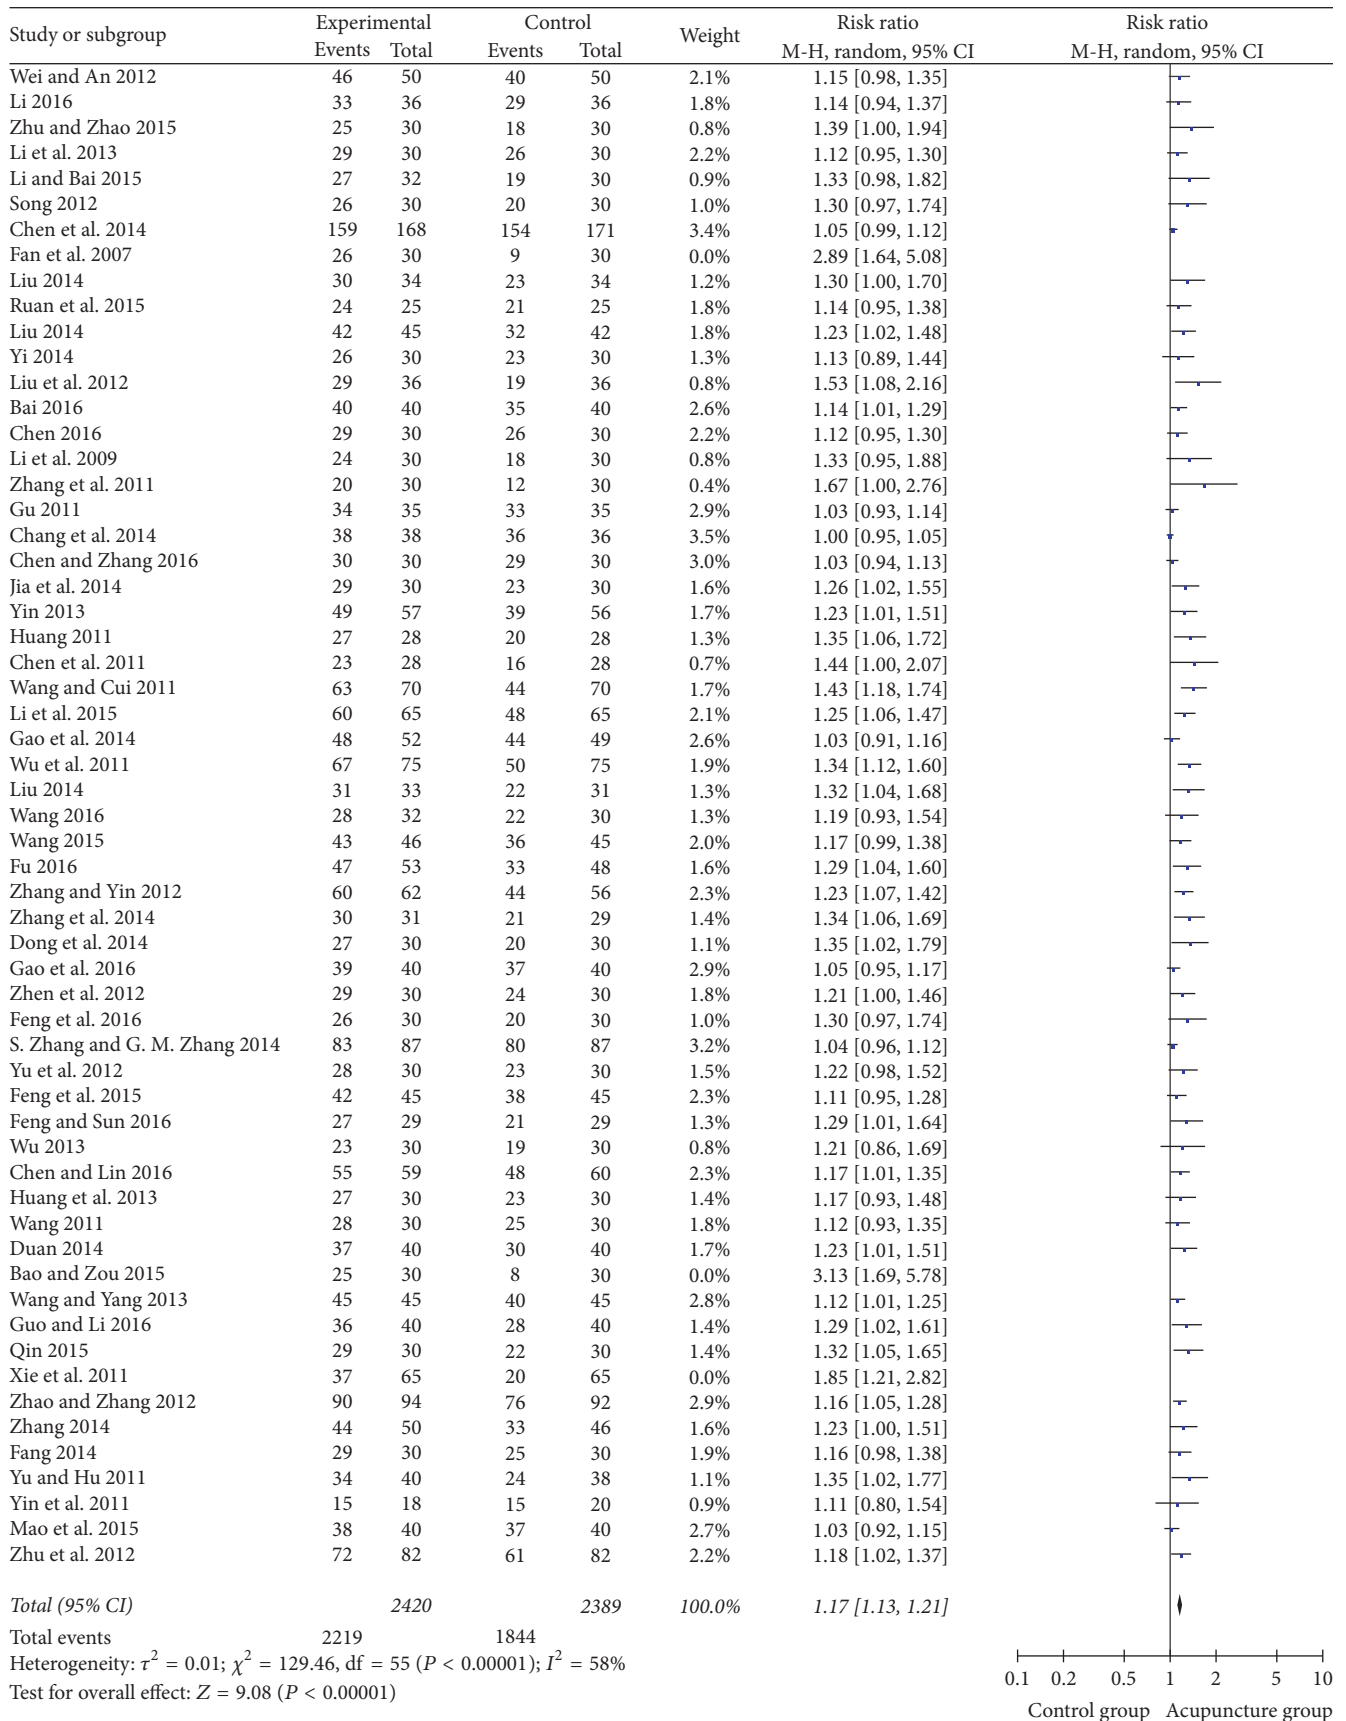 Study or subgroup Experimental Control Weight Risk ratio Risk ratio
Events Total Events Total M-H, random, 95% CI M-H, random, 95% CI
Wei and An 2012 46 50 40 50 2.1% 1.15 [0.98, 1.35]
Li 2016 33 36 29 36 1.8% 1.14 [0.94, 1.37]
Zhu and Zhao 2015 25 30 18 30 0.8% 1.39 [1.00, 1.94]
Li et al. 2013 29 30 26 30 2.2% 1.12 [0.95, 1.30]
Li and Bai 2015 27 32 19 30 0.9% 1.33 [0.98, 1.82]
Song 2012 26 30 20 30 1.0% 1.30 [0.97, 1.74]
Chen et al. 2014 159 168 154 171 3.4% 1.05 [0.99, 1.12]
Fan et al. 2007 26 30 9 30 0.0% 2.89 [1.64, 5.08]
Liu 2014 30 34 23 34 1.2% 1.30 [1.00, 1.70]
Ruan et al. 2015 24 25 21 25 1.8% 1.14 [0.95, 1.38]
Liu 2014 42 45 32 42 1.8% 1.23 [1.02, 1.48]
Yi 2014 26 30 23 30 1.3% 1.13 [0.89, 1.44]
Liu et al. 2012 29 36 19 36 0.8% 1.53 [1.08, 2.16]
Bai 2016 40 40 35 40 2.6% 1.14 [1.01, 1.29]
Chen 2016 29 30 26 30 2.2% 1.12 [0.95, 1.30]
Li et al. 2009 24 30 18 30 0.8% 1.33 [0.95, 1.88]
Zhang et al. 2011 20 30 12 30 0.4% 1.67 [1.00, 2.76]
Gu 2011 34 35 33 35 2.9% 1.03 [0.93, 1.14]
Chang et al. 2014 38 38 36 36 3.5% 1.00 [0.95, 1.05]
Chen and Zhang 2016 30 30 29 30 3.0% 1.03 [0.94, 1.13]
Jia et al. 2014 29 30 23 30 1.6% 1.26 [1.02, 1.55]
Yin 2013 49 57 39 56 1.7% 1.23 [1.01, 1.51]
Huang 2011 27 28 20 28 1.3% 1.35 [1.06, 1.72]
Chen et al. 2011 23 28 16 28 0.7% 1.44 [1.00, 2.07]
Wang and Cui 2011 63 70 44 70 1.7% 1.43 [1.18, 1.74]
Li et al. 2015 60 65 48 65 2.1% 1.25 [1.06, 1.47]
Gao et al. 2014 48 52 44 49 2.6% 1.03 [0.91, 1.16]
Wu et al. 2011 67 75 50 75 1.9% 1.34 [1.12, 1.60]
Liu 2014 31 33 22 31 1.3% 1.32 [1.04, 1.68]
Wang 2016 28 32 22 30 1.3% 1.19 [0.93, 1.54]
Wang 2015 43 46 36 45 2.0% 1.17 [0.99, 1.38]
Fu 2016 47 53 33 48 1.6% 1.29 [1.04, 1.60]
Zhang and Yin 2012 60 62 44 56 2.3% 1.23 [1.07, 1.42]
Zhang et al. 2014 30 31 21 29 1.4% 1.34 [1.06, 1.69]
Dong et al. 2014 27 30 20 30 1.1% 1.35 [1.02, 1.79]
Gao et al. 2016 39 40 37 40 2.9% 1.05 [0.95, 1.17]
Zhen et al. 2012 29 30 24 30 1.8% 1.21 [1.00, 1.46]
Feng et al. 2016 26 30 20 30 1.0% 1.30 [0.97, 1.74]
S. Zhang and G. M. Zhang 2014 83 87 80 87 3.2% 1.04 [0.96, 1.12]
Yu et al. 2012 28 30 23 30 1.5% 1.22 [0.98, 1.52]
Feng et al. 2015 42 45 38 45 2.3% 1.11 [0.95, 1.28]
Feng and Sun 2016 27 29 21 29 1.3% 1.29 [1.01, 1.64]
Wu 2013 23 30 19 30 0.8% 1.21 [0.86, 1.69]
Chen and Lin 2016 55 59 48 60 2.3% 1.17 [1.01, 1.35]
Huang et al. 2013 27 30 23 30 1.4% 1.17 [0.93, 1.48]
Wang 2011 28 30 25 30 1.8% 1.12 [0.93, 1.35]
Duan 2014 37 40 30 40 1.7% 1.23 [1.01, 1.51]
Bao and Zou 2015 25 30 8 30 0.0% 3.13 [1.69, 5.78]
Wang and Yang 2013 45 45 40 45 2.8% 1.12 [1.01, 1.25]
Guo and Li 2016 36 40 28 40 1.4% 1.29 [1.02, 1.61]
Qin 2015 29 30 22 30 1.4% 1.32 [1.05, 1.65]
Xie et al. 2011 37 65 20 65 0.0% 1.85 [1.21, 2.82]
Zhao and Zhang 2012 90 94 76 92 2.9% 1.16 [1.05, 1.28]
Zhang 2014 44 50 33 46 1.6% 1.23 [1.00, 1.51]
Fang 2014 29 30 25 30 1.9% 1.16 [0.98, 1.38]
Yu and Hu 2011 34 40 24 38 1.1% 1.35 [1.02, 1.77]
Yin et al. 2011 15 18 15 20 0.9% 1.11 [0.80, 1.54]
Mao et al. 2015 38 40 37 40 2.7% 1.03 [0.92, 1.15]
Zhu et al. 2012 72 82 61 82 2.2% 1.18 [1.02, 1.37]
Total (95% CI) 2420 2389 100.0% 1.17 [1.13, 1.21]
Total events 2219 1844
Heterogeneity: τ² = 0.01; χ² = 129.46, df = 55 (P < 0.00001); I² = 58%
Test for overall effect: Z = 9.08 (P < 0.00001)
0.1 0.2 0.5 1 2 5 10
Control group Acupuncture group